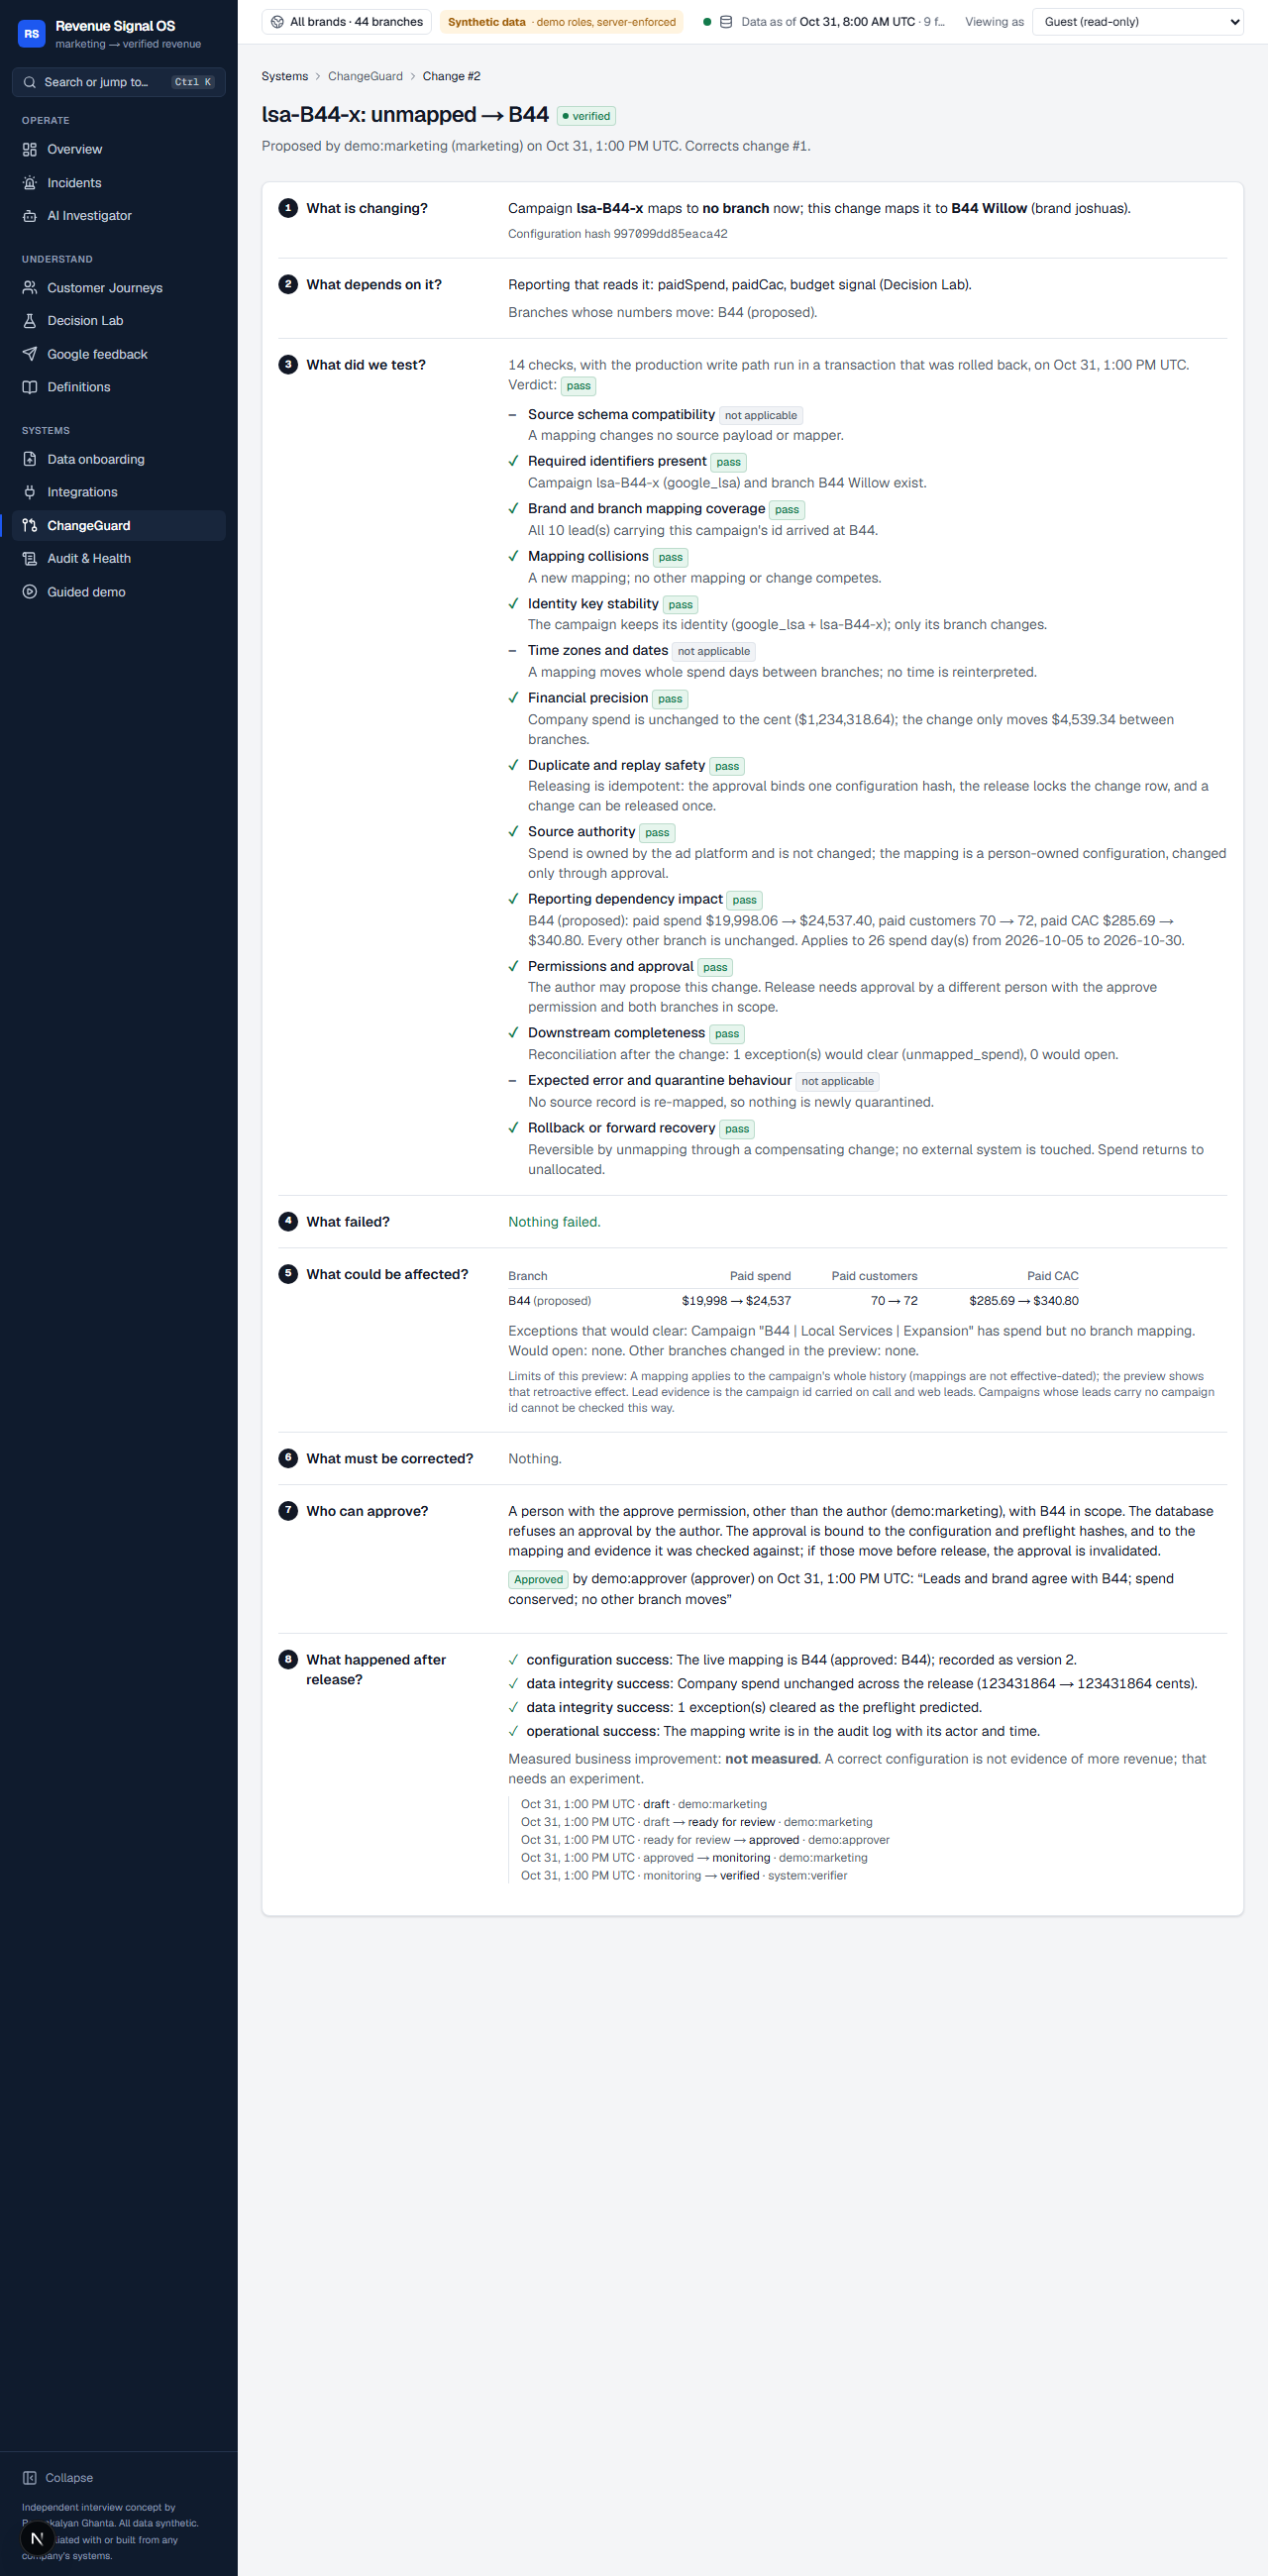 RS
Revenue Signal OS
marketing → verified revenue
Search or jump to...
Ctrl K
OPERATE
Overview
Incidents
AI Investigator
UNDERSTAND
Customer Journeys
Decision Lab
Google feedback
Definitions
SYSTEMS
Data onboarding
Integrations
ChangeGuard
Audit & Health
Guided demo
Collapse
Independent interview concept by
kalyan Ghanta. All data synthetic.
liated with or built from any
company's systems.
N
All brands · 44 branches
Synthetic data · demo roles, server-enforced
Data as of Oct 31, 8:00 AM UTC · 9 f...
Viewing as
Guest (read-only)
Systems > ChangeGuard > Change #2
lsa-B44-x: unmapped → B44 verified
Proposed by demo:marketing (marketing) on Oct 31, 1:00 PM UTC. Corrects change #1.
1 What is changing?
Campaign lsa-B44-x maps to no branch now; this change maps it to B44 Willow (brand joshuas).
Configuration hash 997099dd85eaca42
2 What depends on it?
Reporting that reads it: paidSpend, paidCac, budget signal (Decision Lab).
Branches whose numbers move: B44 (proposed).
3 What did we test?
14 checks, with the production write path run in a transaction that was rolled back, on Oct 31, 1:00 PM UTC.
Verdict: pass
– Source schema compatibility not applicable
A mapping changes no source payload or mapper.
✓ Required identifiers present pass
Campaign lsa-B44-x (google_lsa) and branch B44 Willow exist.
✓ Brand and branch mapping coverage pass
All 10 lead(s) carrying this campaign's id arrived at B44.
✓ Mapping collisions pass
A new mapping; no other mapping or change competes.
✓ Identity key stability pass
The campaign keeps its identity (google_lsa + lsa-B44-x); only its branch changes.
– Time zones and dates not applicable
A mapping moves whole spend days between branches; no time is reinterpreted.
✓ Financial precision pass
Company spend is unchanged to the cent ($1,234,318.64); the change only moves $4,539.34 between
branches.
✓ Duplicate and replay safety pass
Releasing is idempotent: the approval binds one configuration hash, the release locks the change row, and a
change can be released once.
✓ Source authority pass
Spend is owned by the ad platform and is not changed; the mapping is a person-owned configuration, changed
only through approval.
✓ Reporting dependency impact pass
B44 (proposed): paid spend $19,998.06 → $24,537.40, paid customers 70 → 72, paid CAC $285.69 →
$340.80. Every other branch is unchanged. Applies to 26 spend day(s) from 2026-10-05 to 2026-10-30.
✓ Permissions and approval pass
The author may propose this change. Release needs approval by a different person with the approve
permission and both branches in scope.
✓ Downstream completeness pass
Reconciliation after the change: 1 exception(s) would clear (unmapped_spend), 0 would open.
– Expected error and quarantine behaviour not applicable
No source record is re-mapped, so nothing is newly quarantined.
✓ Rollback or forward recovery pass
Reversible by unmapping through a compensating change; no external system is touched. Spend returns to
unallocated.
4 What failed?
Nothing failed.
5 What could be affected?
Branch Paid spend Paid customers Paid CAC
B44 (proposed) $19,998 → $24,537 70 → 72 $285.69 → $340.80
Exceptions that would clear: Campaign "B44 | Local Services | Expansion" has spend but no branch mapping.
Would open: none. Other branches changed in the preview: none.
Limits of this preview: A mapping applies to the campaign's whole history (mappings are not effective-dated); the preview shows
that retroactive effect. Lead evidence is the campaign id carried on call and web leads. Campaigns whose leads carry no campaign
id cannot be checked this way.
6 What must be corrected?
Nothing.
7 Who can approve?
A person with the approve permission, other than the author (demo:marketing), with B44 in scope. The database
refuses an approval by the author. The approval is bound to the configuration and preflight hashes, and to the
mapping and evidence it was checked against; if those move before release, the approval is invalidated.
Approved by demo:approver (approver) on Oct 31, 1:00 PM UTC: “Leads and brand agree with B44; spend
conserved; no other branch moves”
8 What happened after
release?
✓ configuration success: The live mapping is B44 (approved: B44); recorded as version 2.
✓ data integrity success: Company spend unchanged across the release (123431864 → 123431864 cents).
✓ data integrity success: 1 exception(s) cleared as the preflight predicted.
✓ operational success: The mapping write is in the audit log with its actor and time.
Measured business improvement: not measured. A correct configuration is not evidence of more revenue; that
needs an experiment.
Oct 31, 1:00 PM UTC · draft · demo:marketing
Oct 31, 1:00 PM UTC · draft → ready for review · demo:marketing
Oct 31, 1:00 PM UTC · ready for review → approved · demo:approver
Oct 31, 1:00 PM UTC · approved → monitoring · demo:marketing
Oct 31, 1:00 PM UTC · monitoring → verified · system:verifier